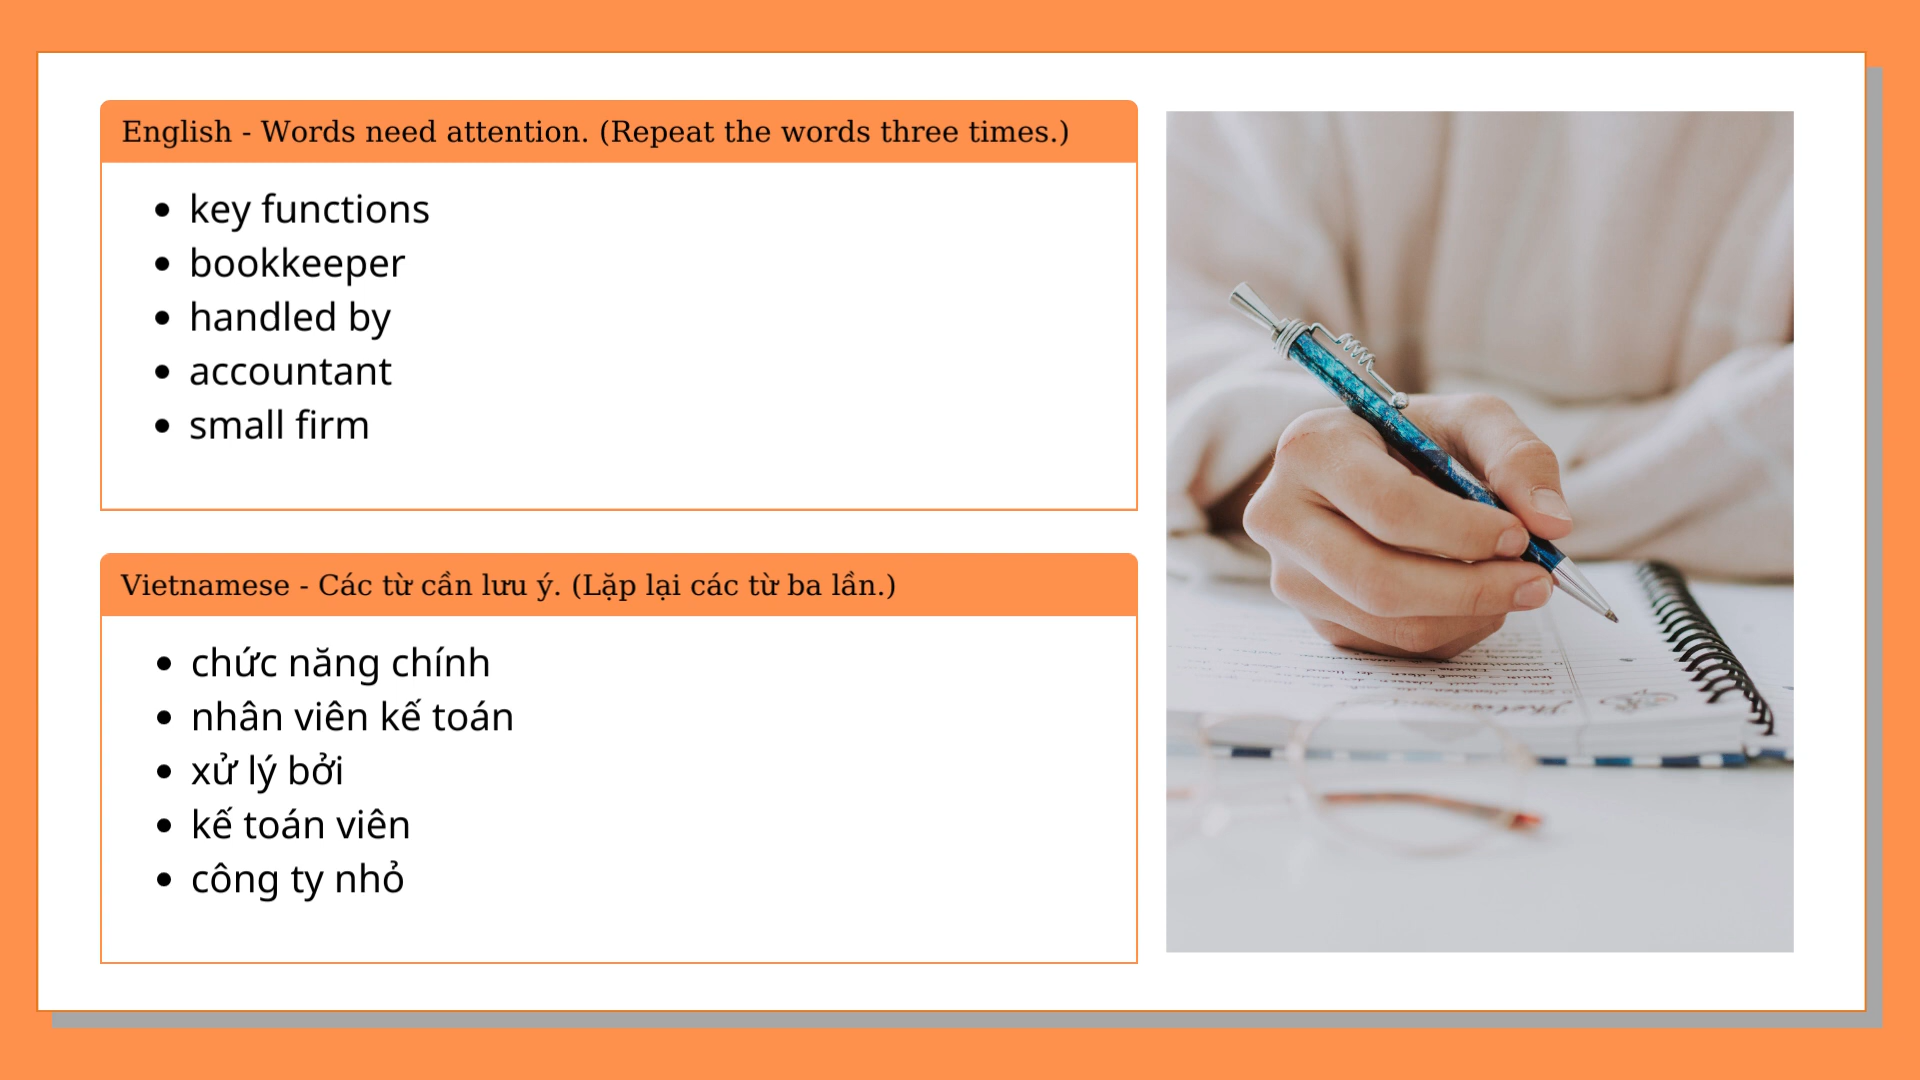 English - Words need attention. (Repeat the words three times.)
• key functions
• bookkeeper
• handled by
• accountant
• small firm
Vietnamese - Các từ cần lưu ý. (Lặp lại các từ ba lần.)
• chức năng chính
• nhân viên kế toán
• xử lý bởi
• kế toán viên
• công ty nhỏ